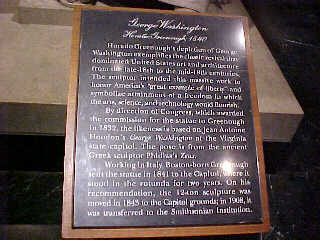 George Washington
Horatio Greenough, 1840
Horatio Greenough's depiction of George
Washington exemplifies the classic revival that
dominated United States art and architecture
from the late-18th to the mid-19th centuries.
The sculptor intended this massive work to
honor America's "great example of liberty" and
symbolize attainment of a freedom in which
the arts, science, and technology would flourish.
By direction of Congress, which awarded
the commission for the statue to Greenough
in 1832, the likeness is based on Jean Antoine
Houdon's George Washington at the Virginia
state capitol. The pose is from the ancient
Greek sculptor Phidias's Zeus.
Working in Italy, Boston-born Greenough
sent the statue in 1841 to the Capitol, where it
stood in the rotunda for two years. On his
recommendation, the 12-ton sculpture was
moved in 1843 to the Capitol grounds; in 1908, it
was transferred to the Smithsonian Institution.